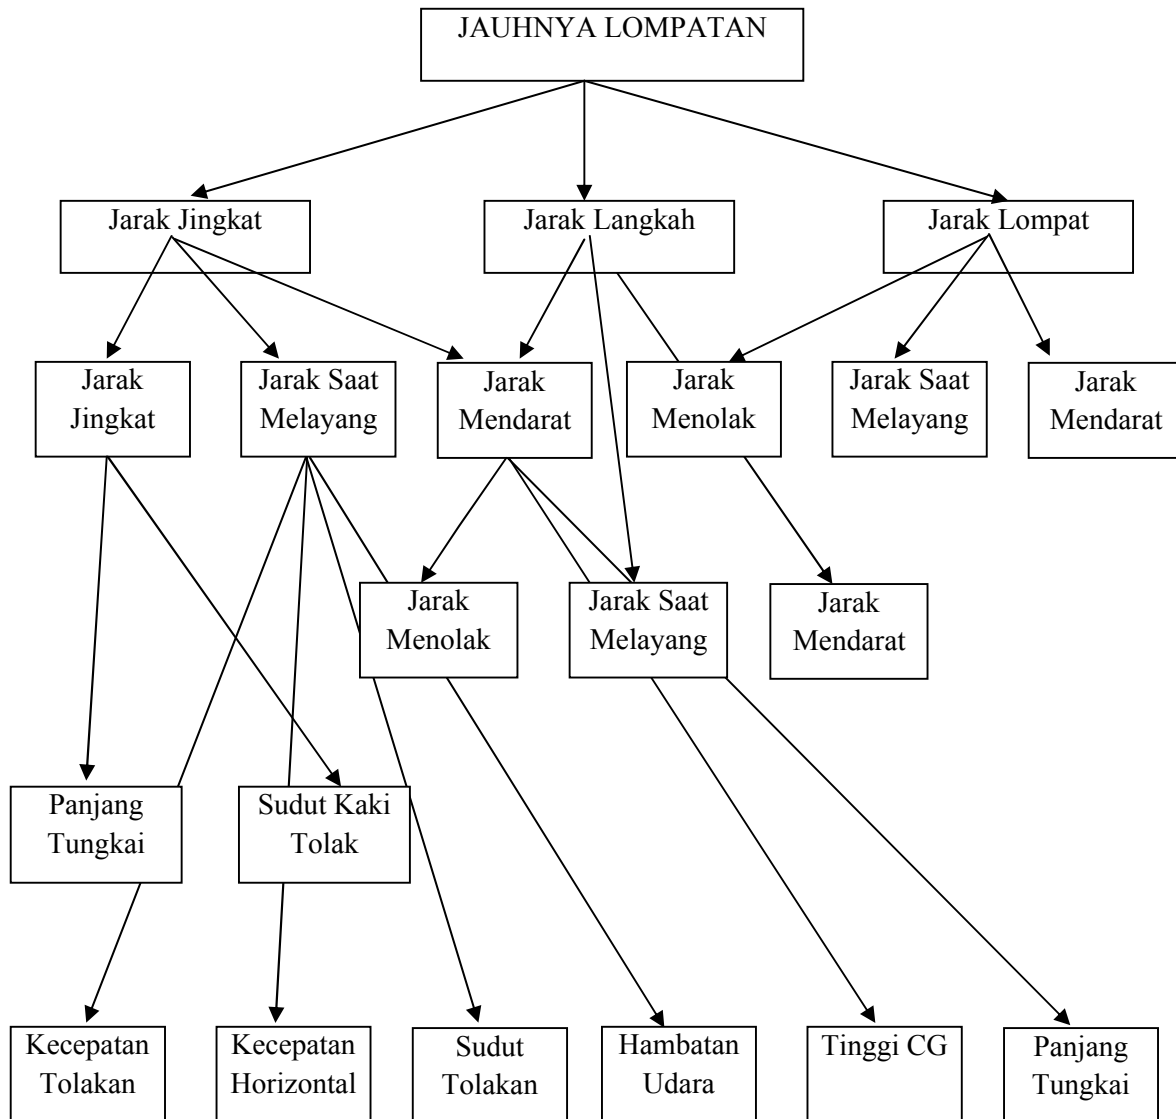 JAUHNYA LOMPATAN
Jarak Jingkat
Jarak Langkah
Jarak Lompat
Jarak
Jingkat
Jarak Saat
Melayang
Jarak
Mendarat
Jarak
Menolak
Jarak Saat
Melayang
Jarak
Mendarat
Jarak
Menolak
Jarak Saat
Melayang
Jarak
Mendarat
Panjang
Tungkai
Sudut Kaki
Tolak
Kecepatan
Tolakan
Kecepatan
Horizontal
Sudut
Tolakan
Hambatan
Udara
Tinggi CG
Panjang
Tungkai